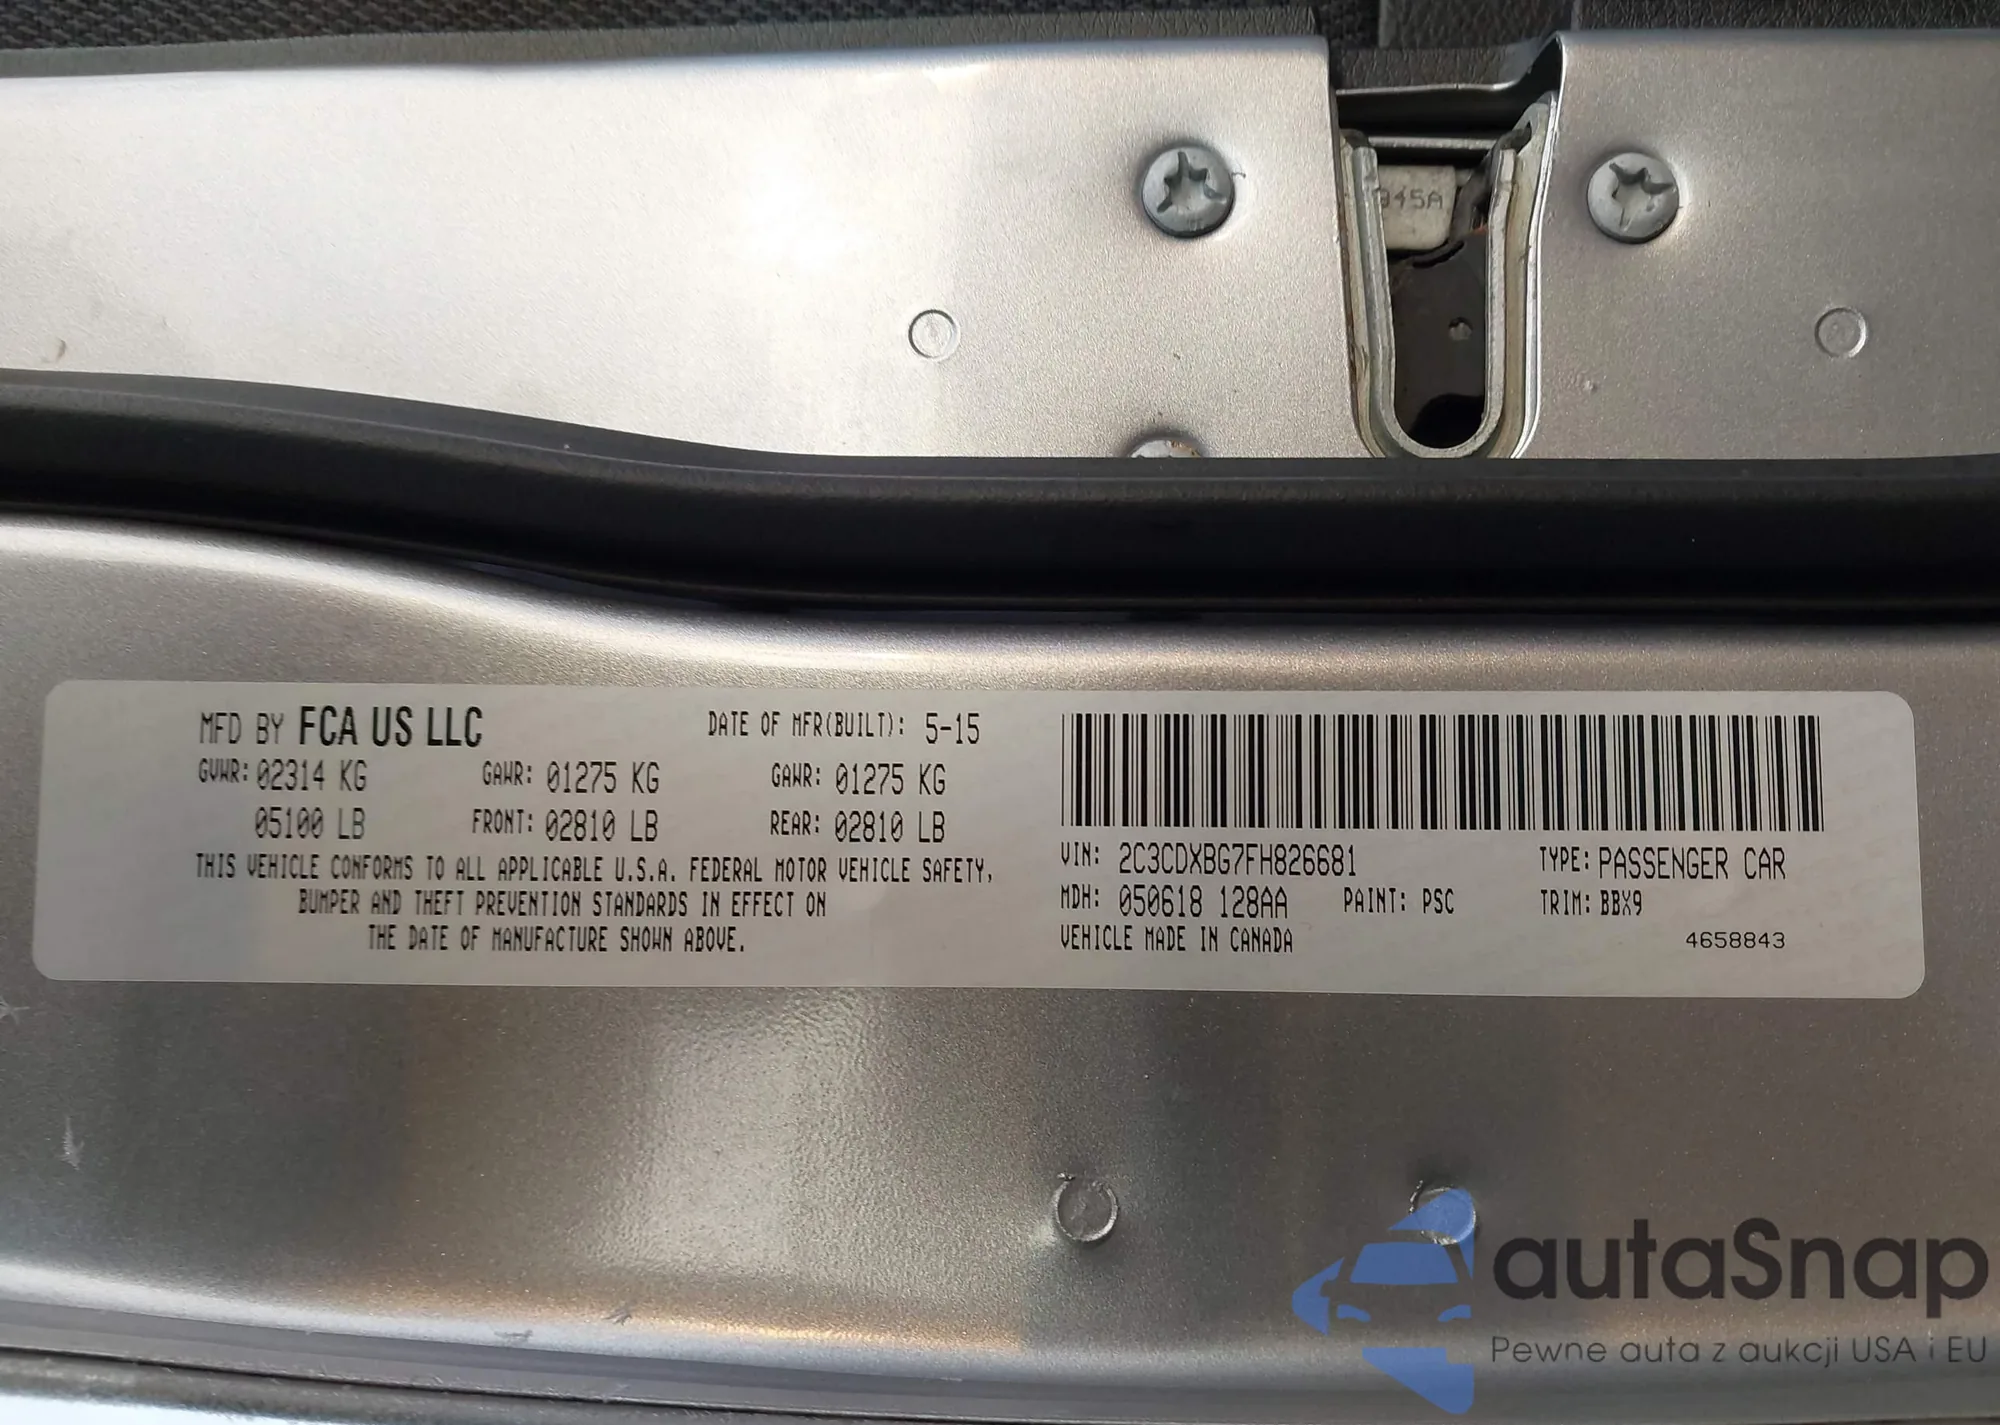 945A
MFD BY FCA US LLC DATE OF MFR(BUILT): 5-15
GVWR: 02314 KG GAWR: 01275 KG GAWR: 01275 KG
05100 LB FRONT: 02810 LB REAR: 02810 LB
THIS VEHICLE CONFORMS TO ALL APPLICABLE U.S.A. FEDERAL MOTOR VEHICLE SAFETY,
BUMPER AND THEFT PREVENTION STANDARDS IN EFFECT ON
THE DATE OF MANUFACTURE SHOWN ABOVE.
VIN: 2C3CDXBG7FH826681 TYPE: PASSENGER CAR
MDH: 050618 128AA PAINT: PSC TRIM: BBX9
VEHICLE MADE IN CANADA 4658843
autaSnap
Pewne auta z aukcji USA i EU